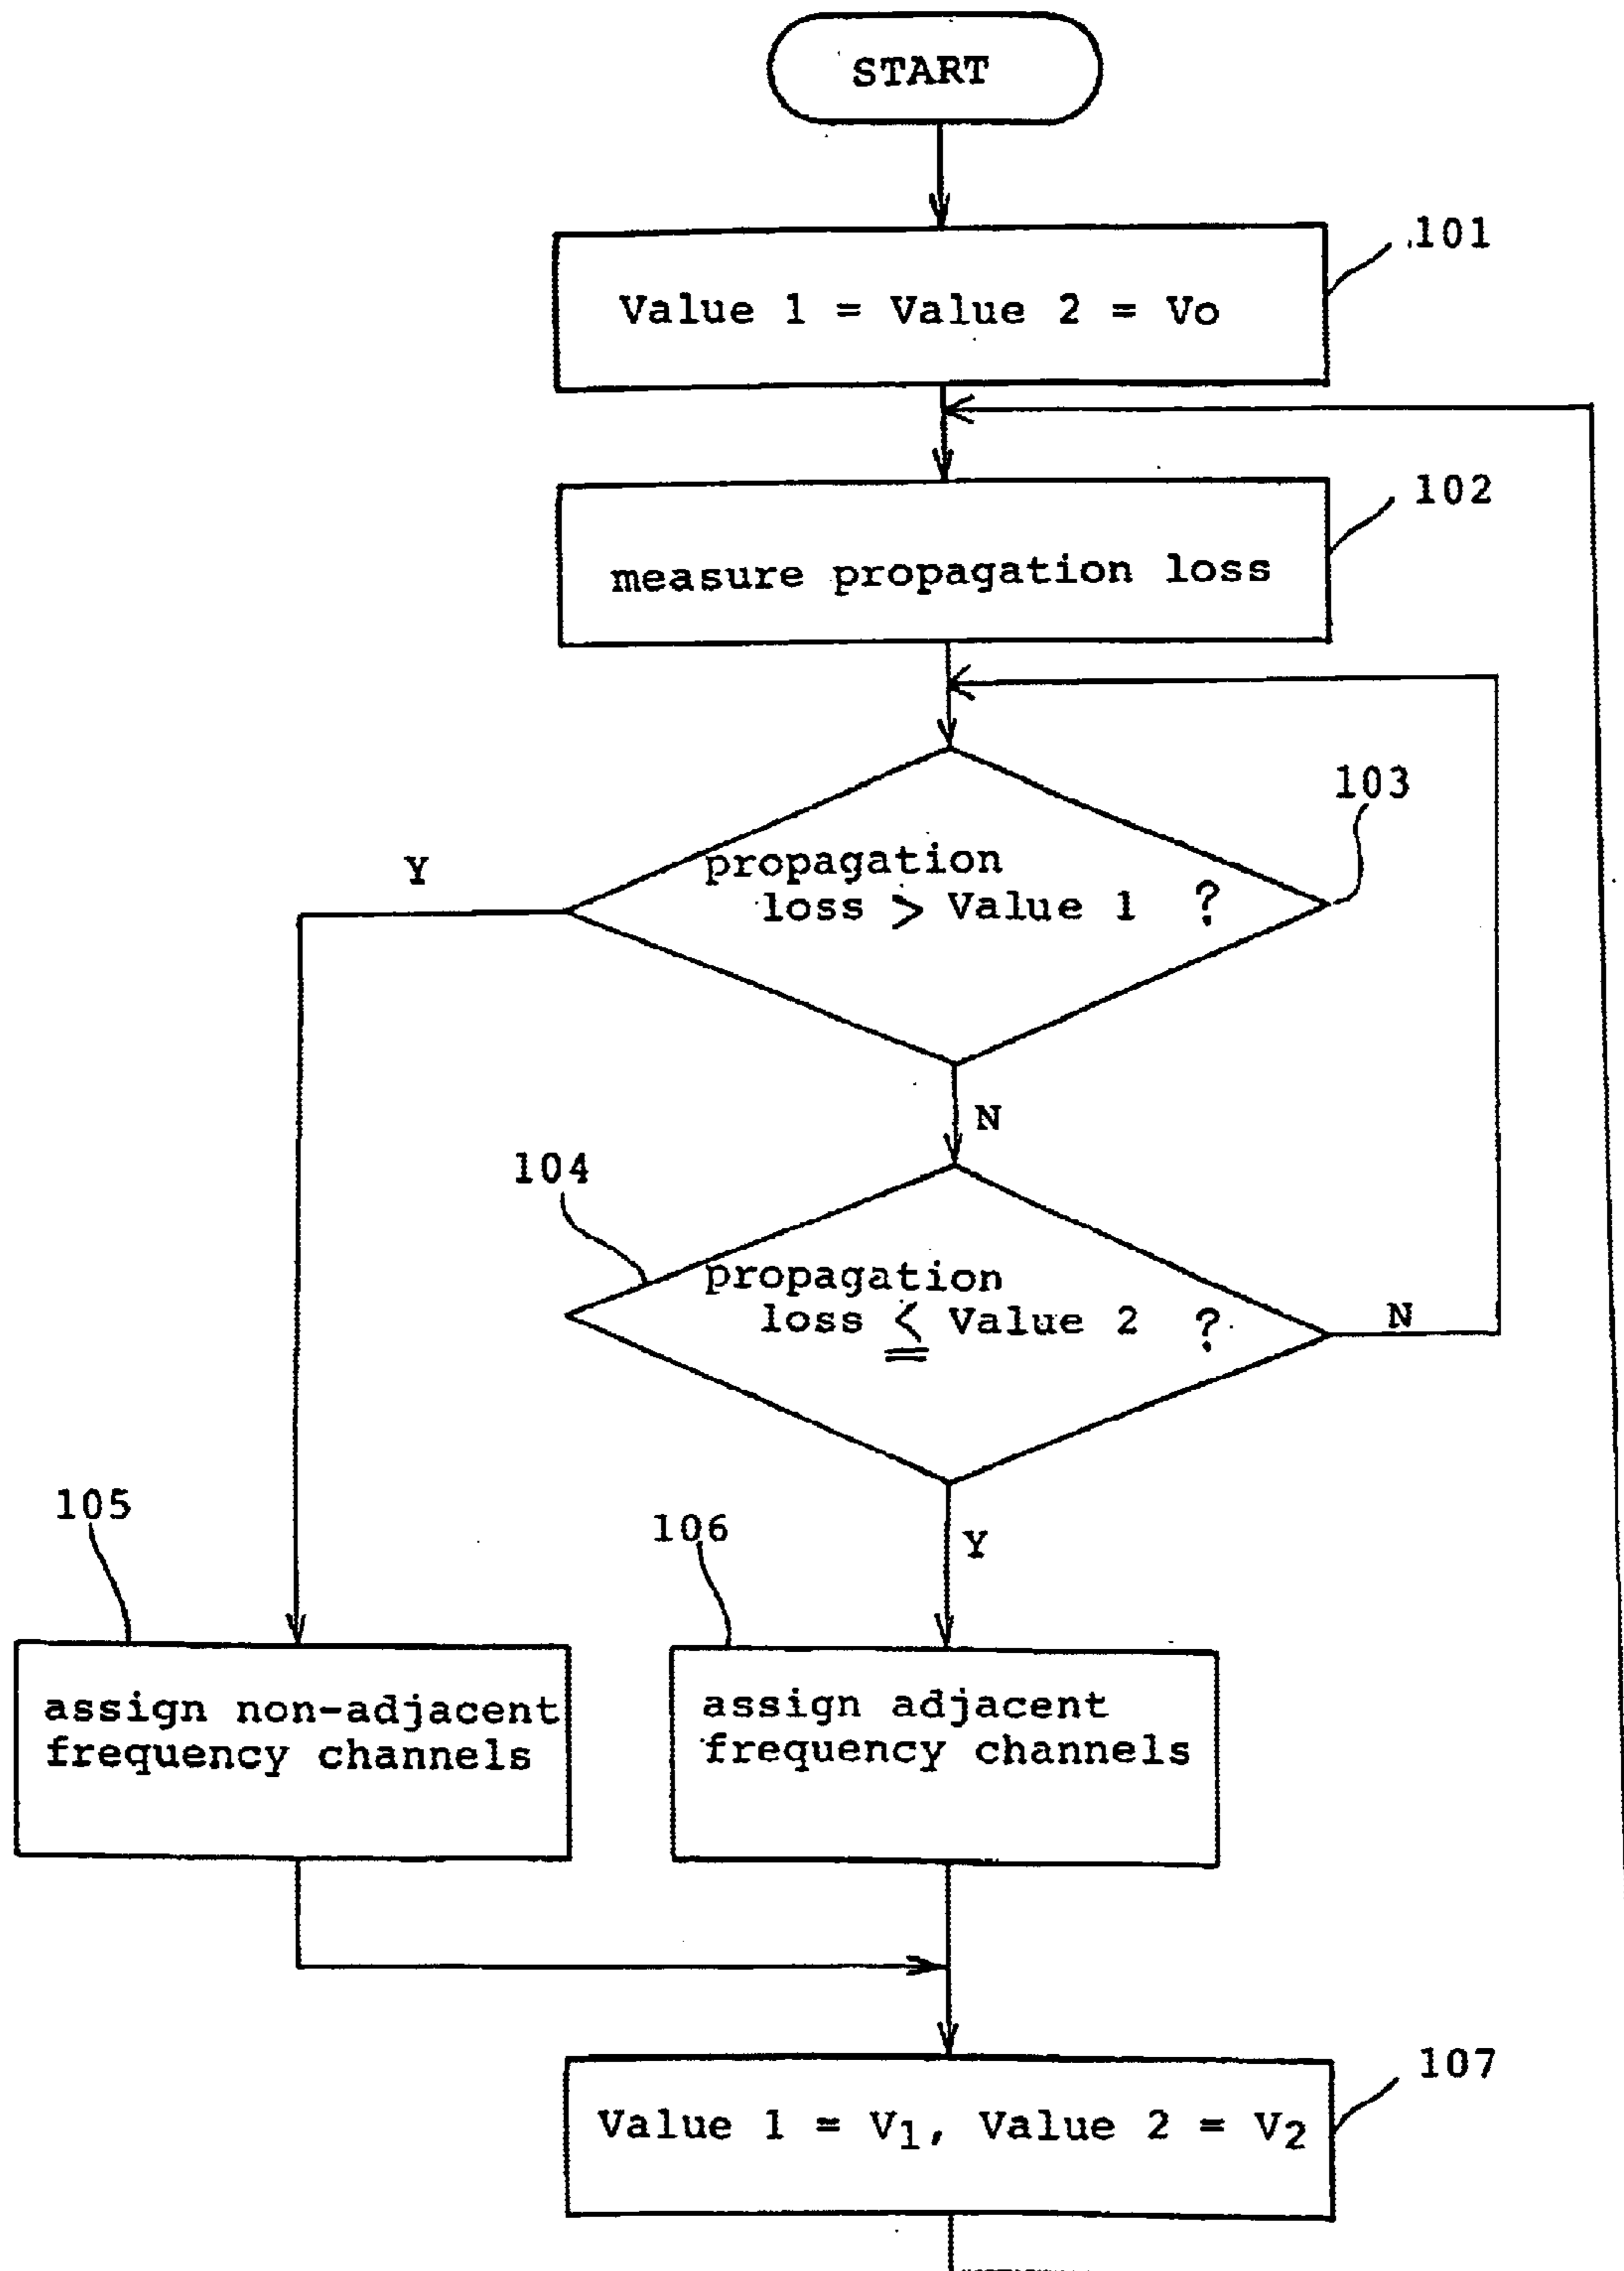 START
101
Value 1 = Value 2 = Vo
102
measure propagation loss
103
Y
propagation
loss > Value 1 ?
N
104
propagation
loss ≦ Value 2 ?
N
105
106
Y
assign non-adjacent
frequency channels
assign adjacent
frequency channels
107
Value 1 = V₁, Value 2 = V₂